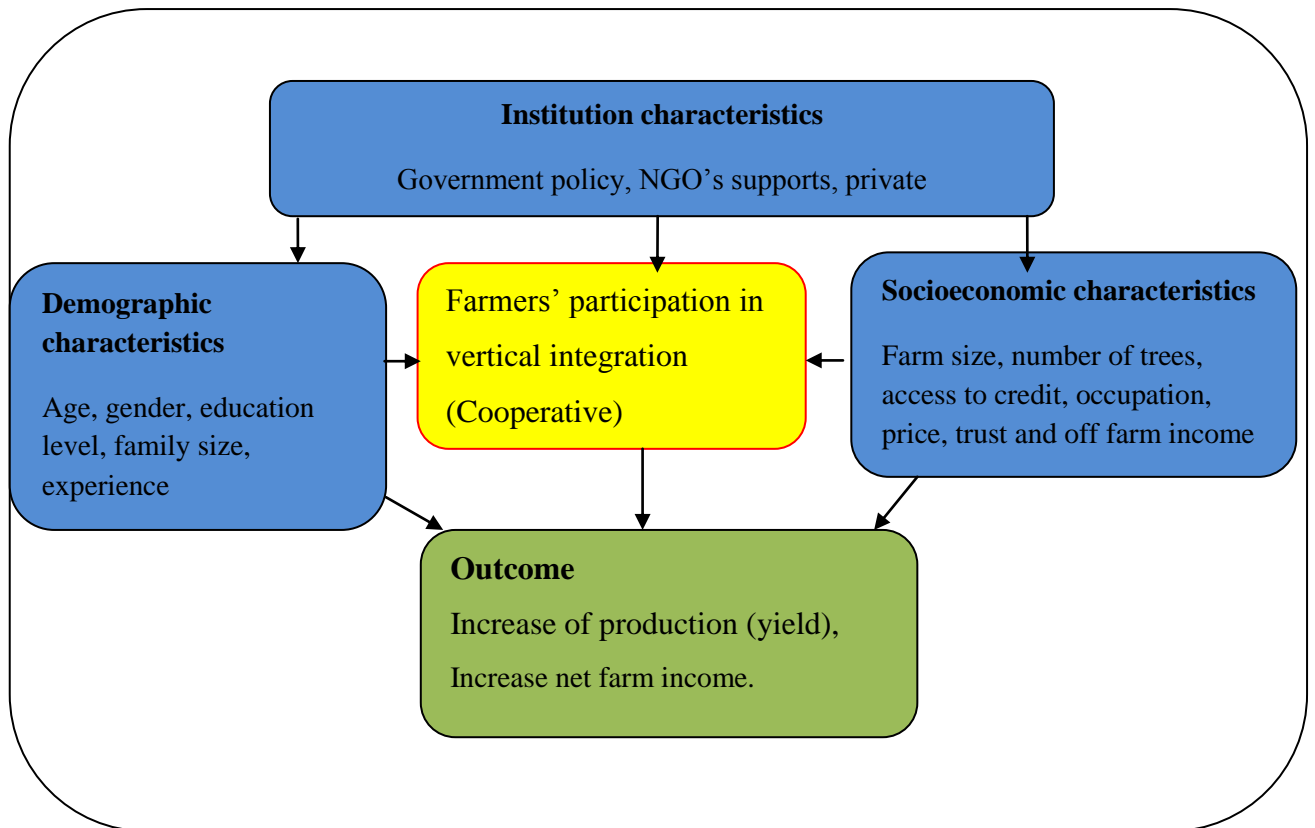 Institution characteristics
Government policy, NGO’s supports, private
Demographic
characteristics
Age, gender, education
level, family size,
experience
Farmers’ participation in
vertical integration
(Cooperative)
Socioeconomic characteristics
Farm size, number of trees,
access to credit, occupation,
price, trust and off farm income
Outcome
Increase of production (yield),
Increase net farm income.